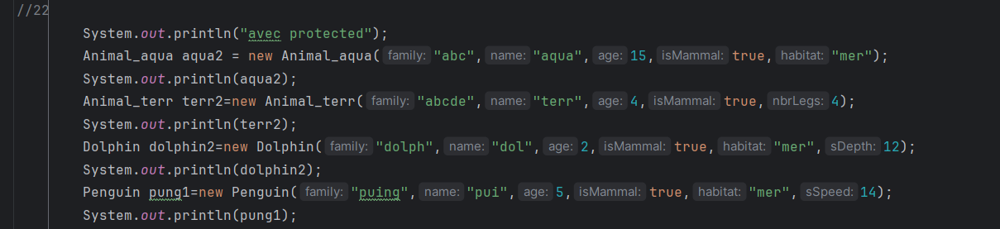 //22
System.out.println("avec protected");
Animal_aqua aqua2 = new Animal_aqua( family: "abc", name: "aqua", age: 15, isMammal: true, habitat: "mer");
System.out.println(aqua2);
Animal_terr terr2=new Animal_terr( family: "abcde", name: "terr", age: 4, isMammal: true, nbrLegs: 4);
System.out.println(terr2);
Dolphin dolphin2=new Dolphin( family: "dolph", name: "dol", age: 2, isMammal: true, habitat: "mer", sDepth: 12);
System.out.println(dolphin2);
Penguin pung1=new Penguin( family: "puinq", name: "pui", age: 5, isMammal: true, habitat: "mer", sSpeed: 14);
System.out.println(pung1);